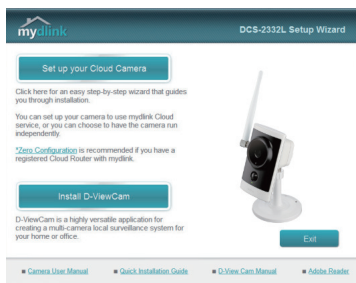 mydlink
DCS-2332L Setup Wizard
Set up your Cloud Camera
Click here for an easy step-by-step wizard that guides
you through installation.
You can set up your camera to use mydlink Cloud
service, or you can choose to have the camera run
independently.
*Zero Configuration is recommended if you have a
registered Cloud Router with mydlink.
Install D-ViewCam
D-ViewCam is a highly versatile application for
creating a multi-camera local surveillance system for
your home or office.
Exit
Camera User Manual
Quick Installation Guide
D-View Cam Manual
Adobe Reader